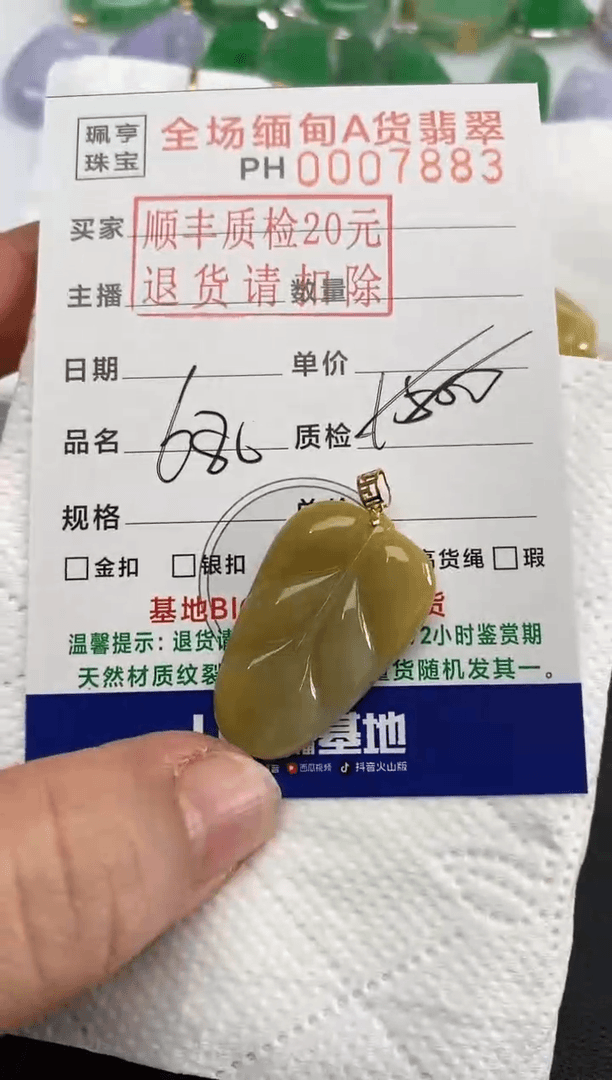 珮亨
珠宝
全场缅甸A货翡翠
PH 0007883
买家
顺丰质检20元
主播
退货请扣除
数量
日期 单价
品名 686 质检
规格
金扣 银扣 货绳 瑕
基地
货
温馨提示：退货请 2小时鉴赏期
天然材质纹裂 货随机发其一。
基地
西瓜视频 抖音火山版